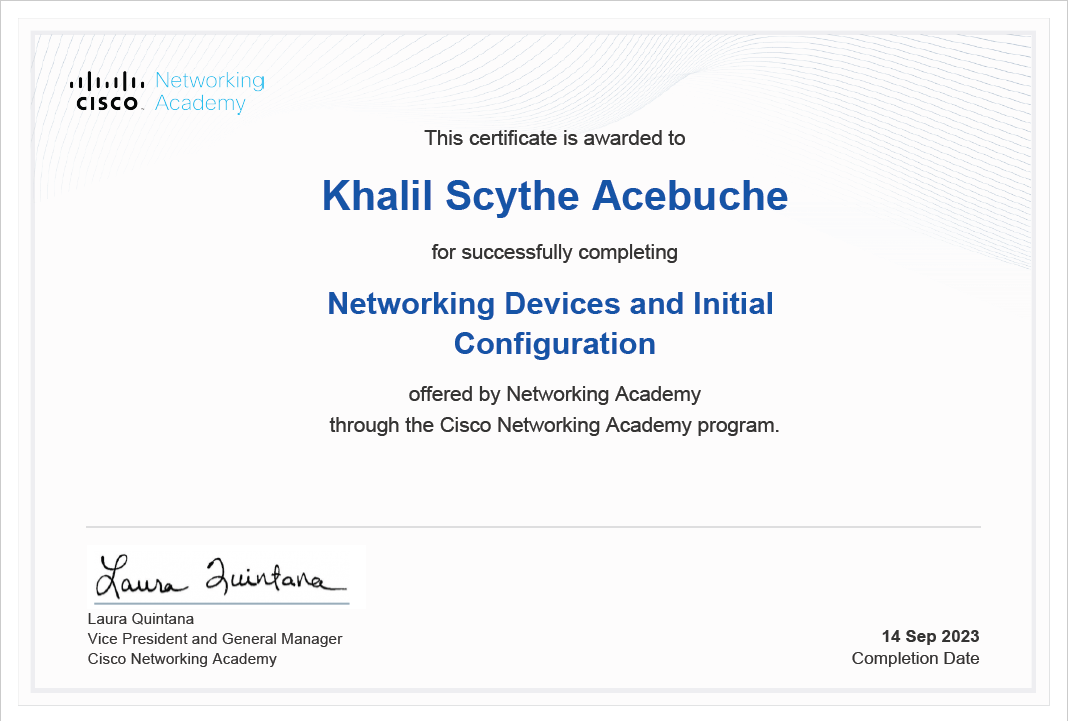 Networking
CISCO Academy
This certificate is awarded to
Khalil Scythe Acebuche
for successfully completing
Networking Devices and Initial
Configuration
offered by Networking Academy
through the Cisco Networking Academy program.
Laura Quintana
Laura Quintana
Vice President and General Manager
Cisco Networking Academy
14 Sep 2023
Completion Date